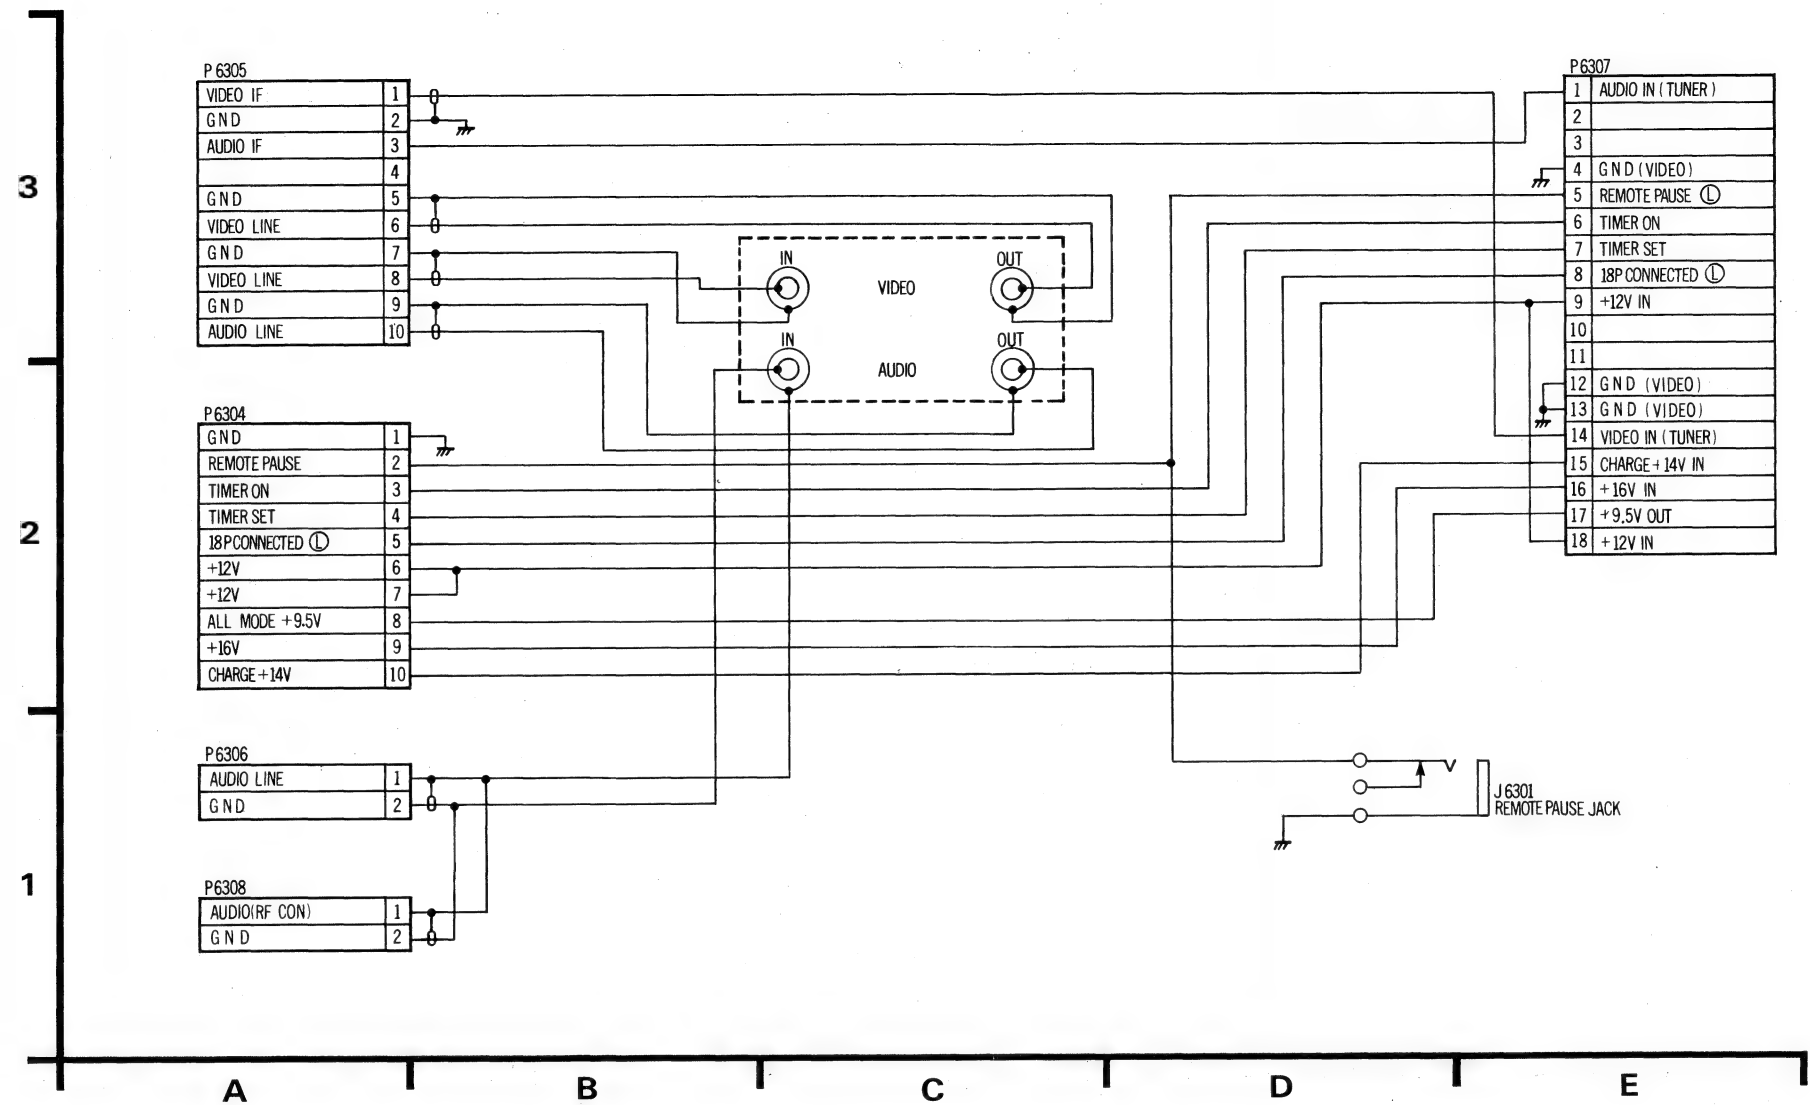 P6305
VIDEO IF 1
GND 2
AUDIO IF 3
4
GND 5
VIDEO LINE 6
GND 7
VIDEO LINE 8
GND 9
AUDIO LINE 10
P6304
GND 1
REMOTE PAUSE 2
TIMER ON 3
TIMER SET 4
18P CONNECTED Ⓛ 5
+12V 6
+12V 7
ALL MODE +9.5V 8
+16V 9
CHARGE+14V 10
P6306
AUDIO LINE 1
GND 2
P6308
AUDIO(RF CON) 1
GND 2
IN OUT
VIDEO
IN OUT
AUDIO
P6307
1 AUDIO IN (TUNER)
2
3
4 GND (VIDEO)
5 REMOTE PAUSE Ⓛ
6 TIMER ON
7 TIMER SET
8 18P CONNECTED Ⓛ
9 +12V IN
10
11
12 GND (VIDEO)
13 GND (VIDEO)
14 VIDEO IN (TUNER)
15 CHARGE+14V IN
16 +16V IN
17 +9.5V OUT
18 +12V IN
J6301
REMOTE PAUSE JACK
3
2
1
A B C D E